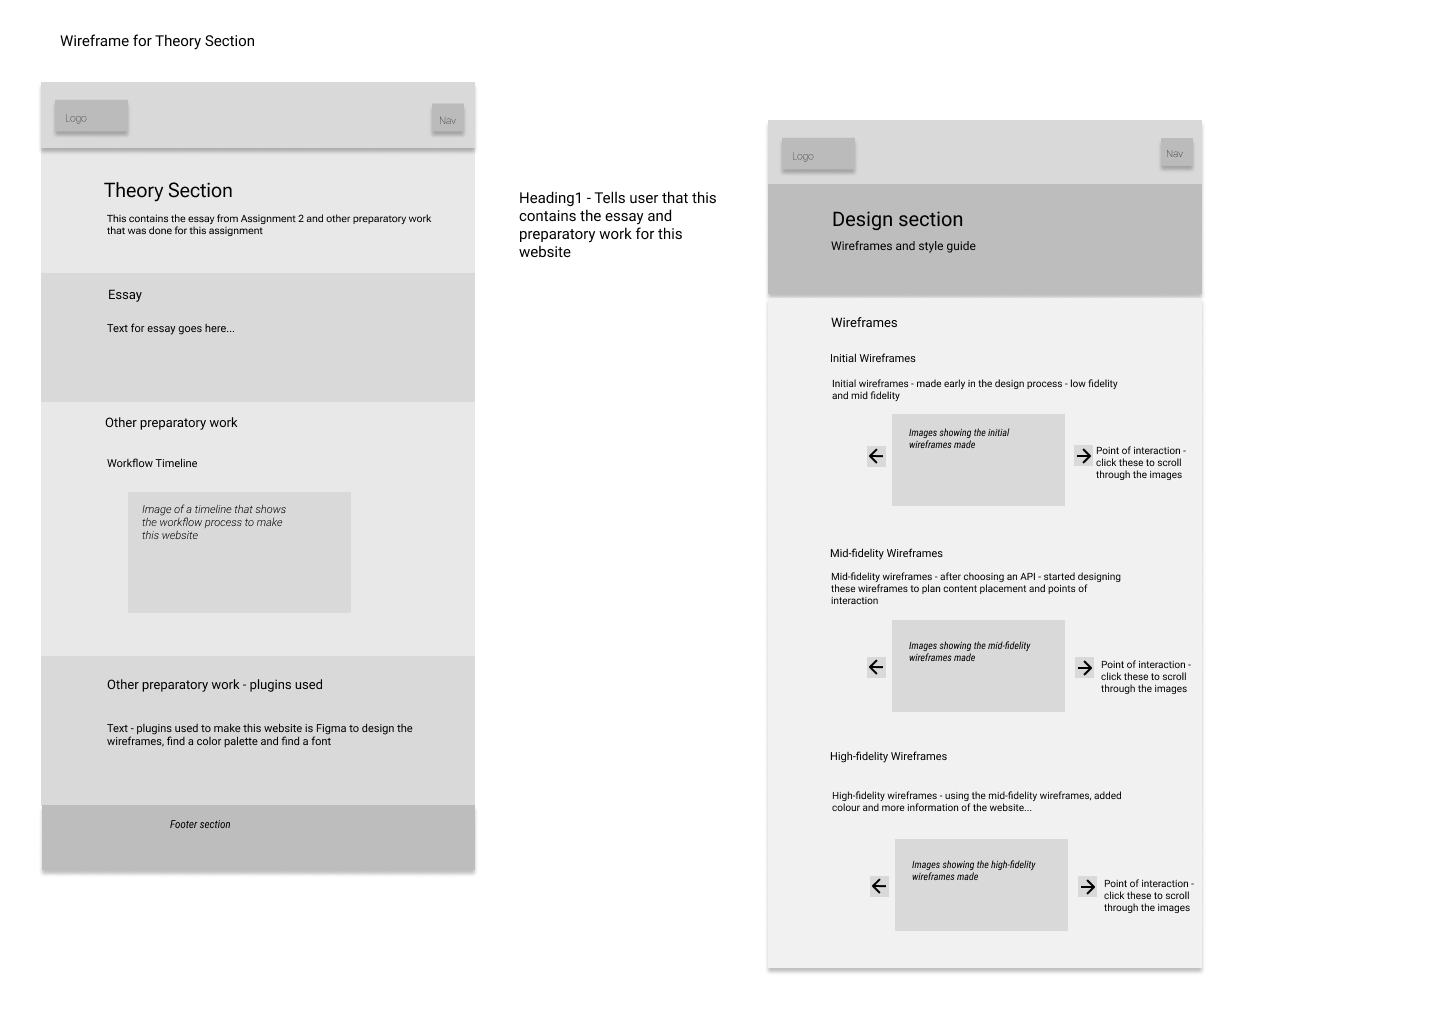 Wireframe for Theory Section
Logo
Nav
Theory Section
This contains the essay from Assignment 2 and other preparatory work
that was done for this assignment
Essay
Text for essay goes here...
Other preparatory work
Workflow Timeline
Image of a timeline that shows
the workflow process to make
this website
Other preparatory work - plugins used
Text - plugins used to make this website is Figma to design the
wireframes, find a color palette and find a font
Footer section
Heading1 - Tells user that this
contains the essay and
preparatory work for this
website
Logo
Nav
Design section
Wireframes and style guide
Wireframes
Initial Wireframes
Initial wireframes - made early in the design process - low fidelity
and mid fidelity
Images showing the initial
wireframes made
Point of interaction -
click these to scroll
through the images
Mid-fidelity Wireframes
Mid-fidelity wireframes - after choosing an API - started designing
these wireframes to plan content placement and points of
interaction
Images showing the mid-fidelity
wireframes made
Point of interaction -
click these to scroll
through the images
High-fidelity Wireframes
High-fidelity wireframes - using the mid-fidelity wireframes, added
colour and more information of the website...
Images showing the high-fidelity
wireframes made
Point of interaction -
click these to scroll
through the images